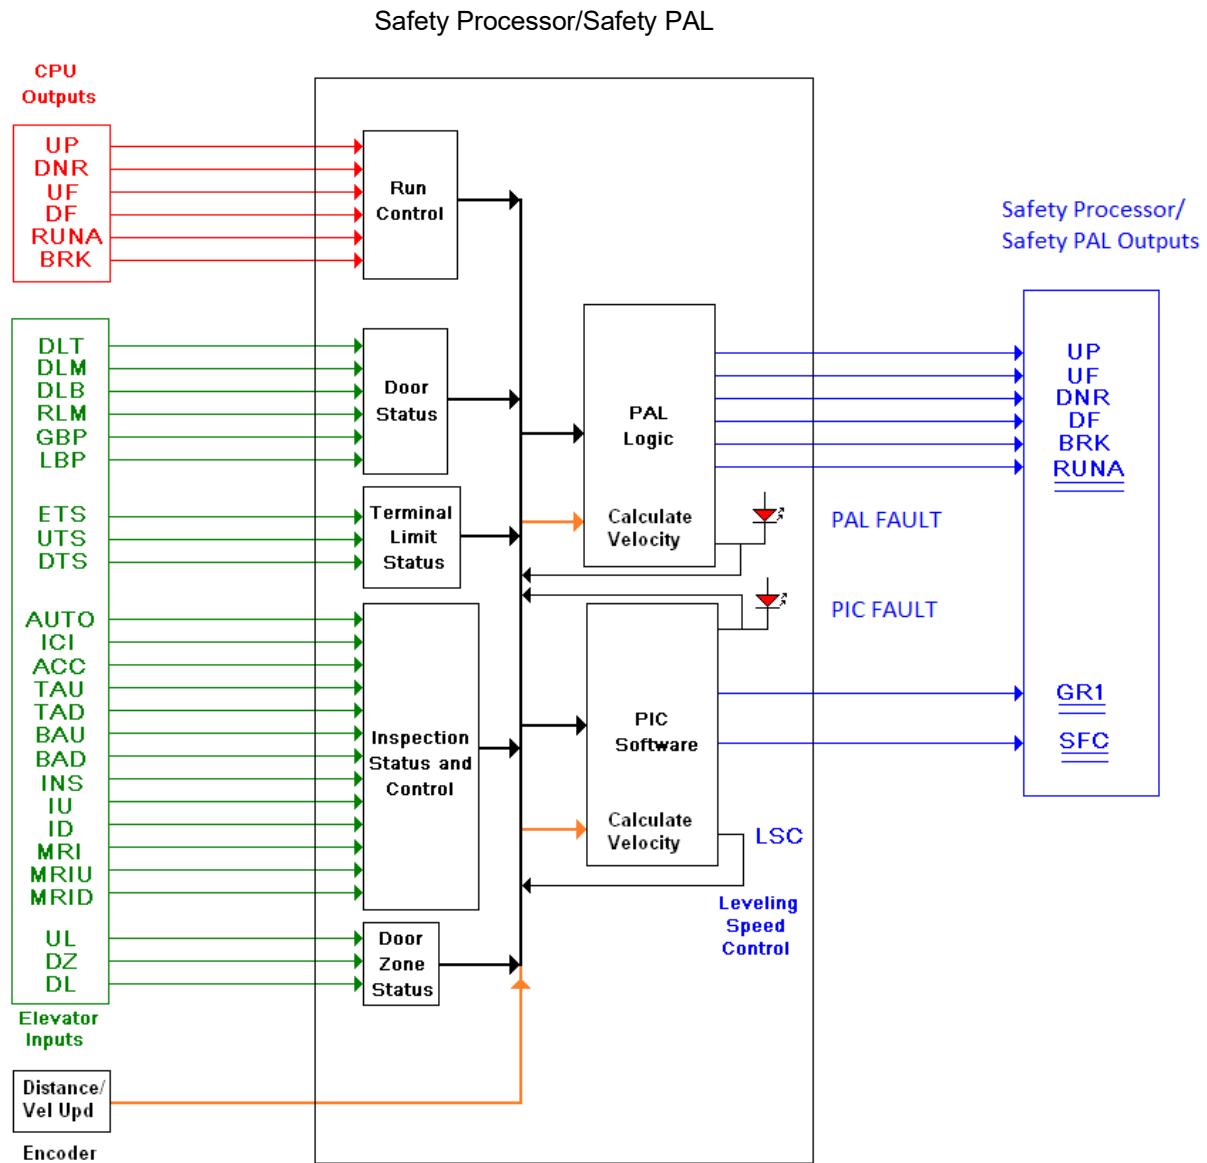 Safety Processor/Safety PAL
CPU
Outputs
UP
DNR
UF
DF
RUNA
BRK
Run
Control
DLT
DLM
DLB
RLM
GBP
LBP
Door
Status
ETS
UTS
DTS
Terminal
Limit
Status
AUTO
ICI
ACC
TAU
TAD
BAU
BAD
INS
IU
ID
MRI
MRIU
MRID
Inspection
Status and
Control
UL
DZ
DL
Door
Zone
Status
Elevator
Inputs
Distance/
Vel Upd
Encoder
PAL
Logic
Calculate
Velocity
PAL FAULT
PIC FAULT
PIC
Software
Calculate
Velocity
LSC
Leveling
Speed
Control
Safety Processor/
Safety PAL Outputs
UP
UF
DNR
DF
BRK
RUNA
GR1
SFC